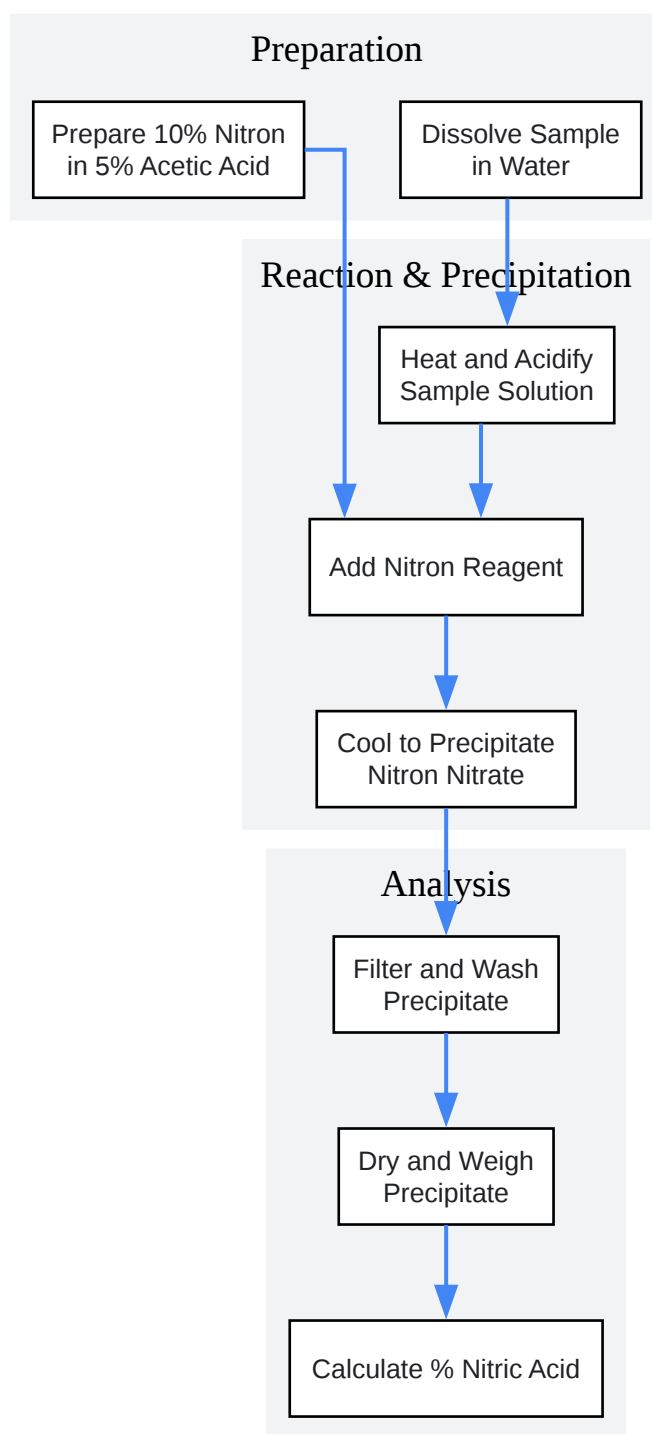 Preparation
Prepare 10% Nitron
in 5% Acetic Acid
Dissolve Sample
in Water
Reaction & Precipitation
Heat and Acidify
Sample Solution
Add Nitron Reagent
Cool to Precipitate
Nitron Nitrate
Analysis
Filter and Wash
Precipitate
Dry and Weigh
Precipitate
Calculate % Nitric Acid